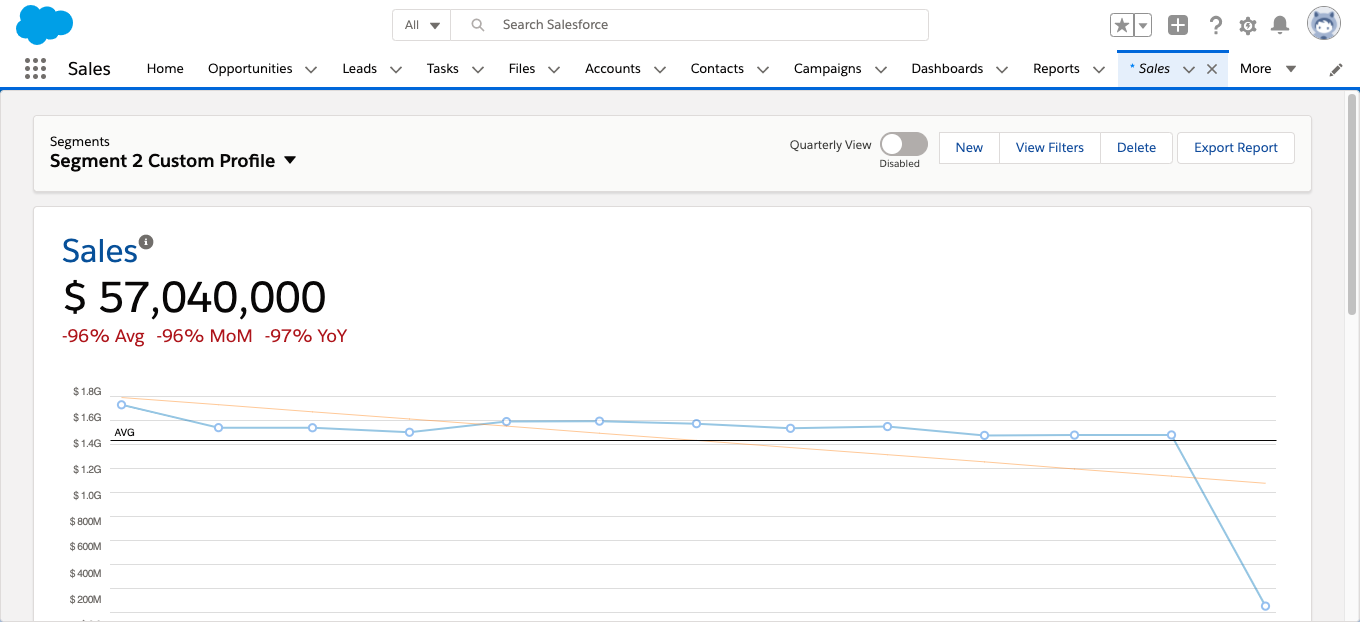 All Search Salesforce
Sales Home Opportunities Leads Tasks Files Accounts Contacts Campaigns Dashboards Reports * Sales More
Segments
Segment 2 Custom Profile
Quarterly View
Disabled
New View Filters Delete Export Report
Sales
$ 57,040,000
-96% Avg -96% MoM -97% YoY
$ 1.8G
$ 1.6G
AVG
$ 1.4G
$ 1.2G
$ 1.0G
$ 800M
$ 600M
$ 400M
$ 200M